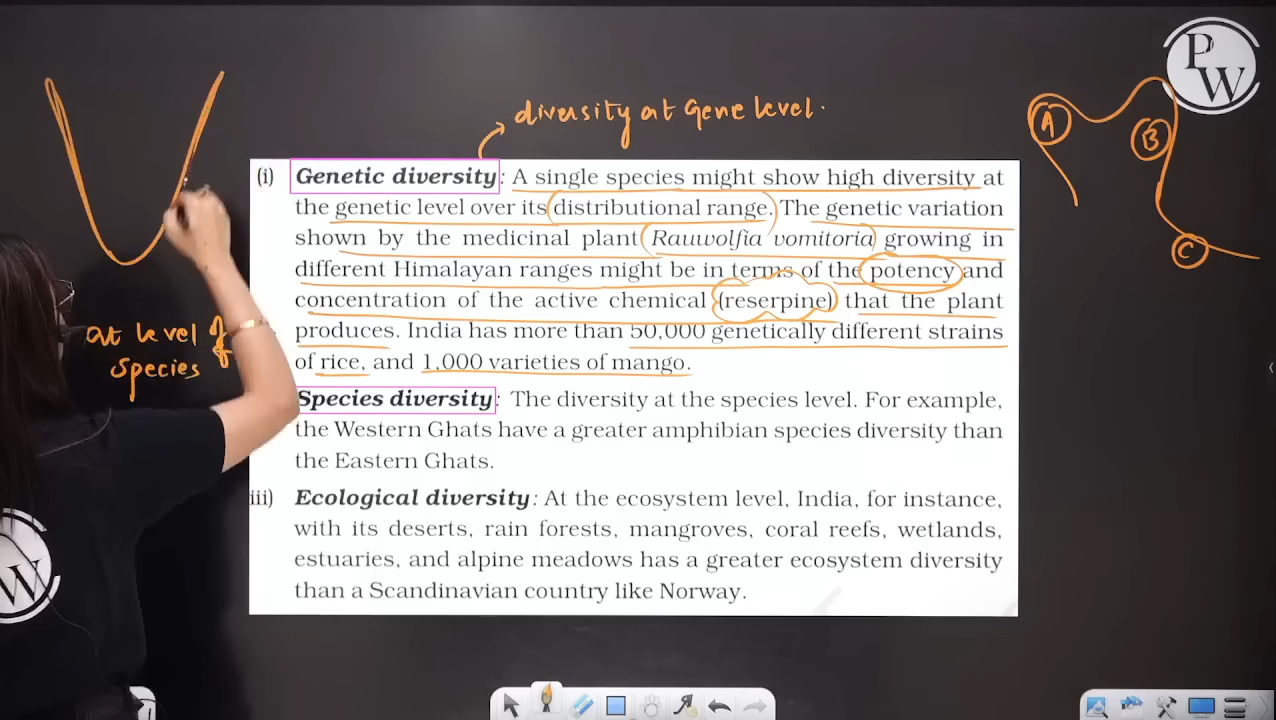 diversity at Gene level.
P
W
A
B
C
(i) Genetic diversity: A single species might show high diversity at
the genetic level over its distributional range. The genetic variation
shown by the medicinal plant Rauwolfia vomitoria growing in
different Himalayan ranges might be in terms of the potency and
concentration of the active chemical (reserpine) that the plant
produces. India has more than 50,000 genetically different strains
of rice, and 1,000 varieties of mango.
at level of
species
Species diversity: The diversity at the species level. For example,
the Western Ghats have a greater amphibian species diversity than
the Eastern Ghats.
iii) Ecological diversity: At the ecosystem level, India, for instance,
with its deserts, rain forests, mangroves, coral reefs, wetlands,
estuaries, and alpine meadows has a greater ecosystem diversity
than a Scandinavian country like Norway.
W